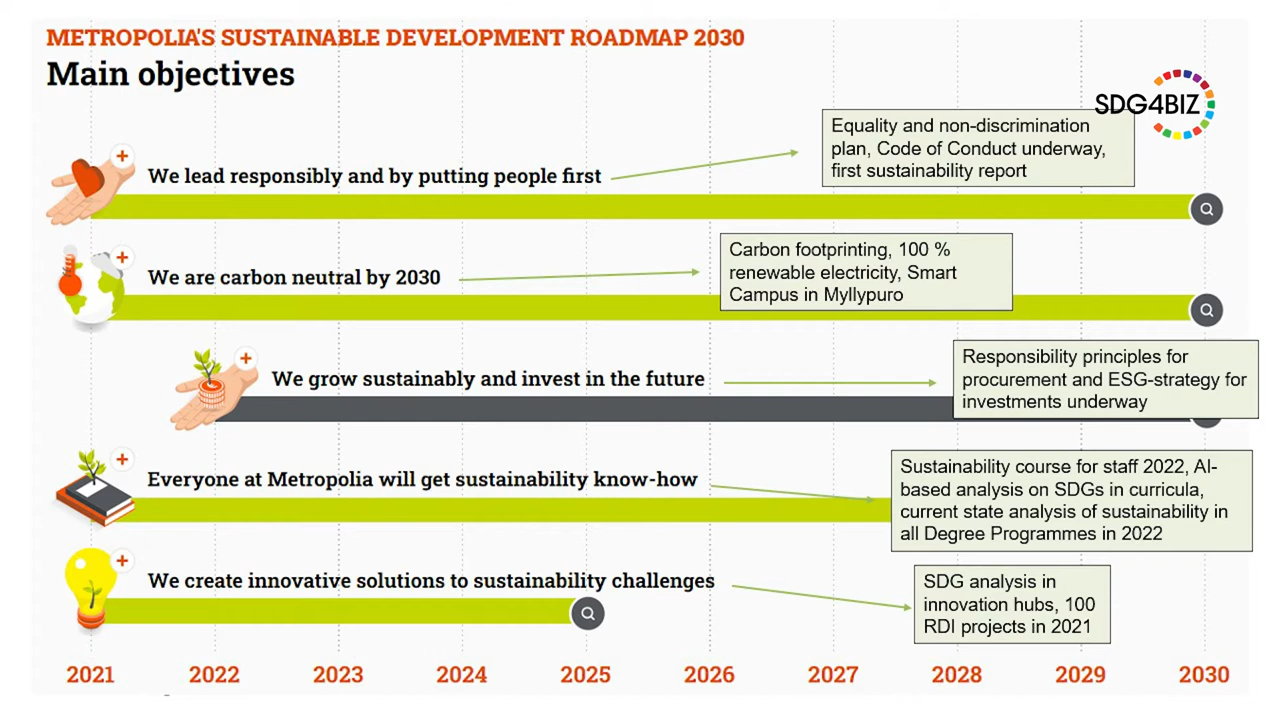 METROPOLIA'S SUSTAINABLE DEVELOPMENT ROADMAP 2030
Main objectives
SDG4BIZ
We lead responsibly and by putting people first
Equality and non-discrimination
plan, Code of Conduct underway,
first sustainability report
We are carbon neutral by 2030
Carbon footprinting, 100 %
renewable electricity, Smart
Campus in Myllypuro
We grow sustainably and invest in the future
Responsibility principles for
procurement and ESG-strategy for
investments underway
Everyone at Metropolia will get sustainability know-how
Sustainability course for staff 2022, AI-
based analysis on SDGs in curricula,
current state analysis of sustainability in
all Degree Programmes in 2022
We create innovative solutions to sustainability challenges
SDG analysis in
innovation hubs, 100
RDI projects in 2021
2021 2022 2023 2024 2025 2026 2027 2028 2029 2030